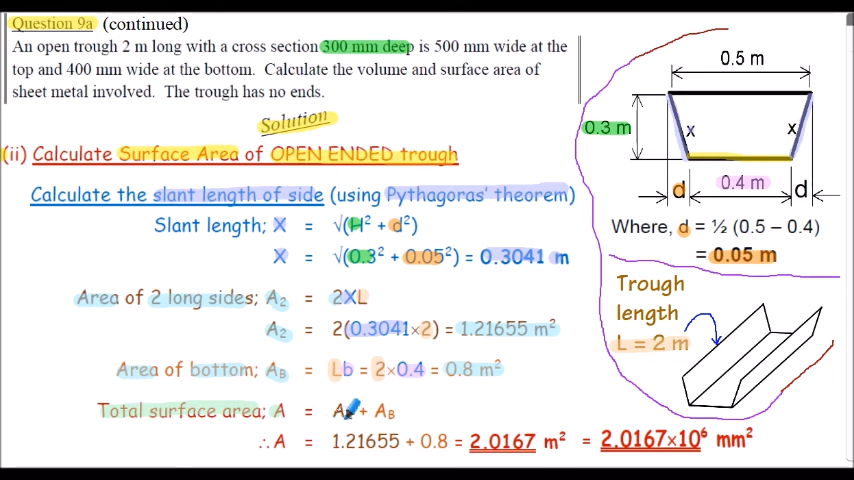 Question 9a (continued)
An open trough 2 m long with a cross section 300 mm deep is 500 mm wide at the
top and 400 mm wide at the bottom. Calculate the volume and surface area of
sheet metal involved. The trough has no ends.
Solution
(ii) Calculate Surface Area of OPEN ENDED trough
Calculate the slant length of side (using Pythagoras' theorem)
Slant length; X = √(H² + d²)
X = √(0.3² + 0.05²) = 0.3041 m
Area of 2 long sides; A₂ = 2XL
A₂ = 2(0.3041×2) = 1.21655 m²
Area of bottom; A_B = Lb = 2×0.4 = 0.8 m²
Total surface area; A = A + A_B
∴ A = 1.21655 + 0.8 = 2.0167 m² = 2.0167×10⁶ mm²
0.5 m
0.3 m
x x
d 0.4 m d
Where, d = ½ (0.5 – 0.4)
= 0.05 m
Trough
length
L = 2 m